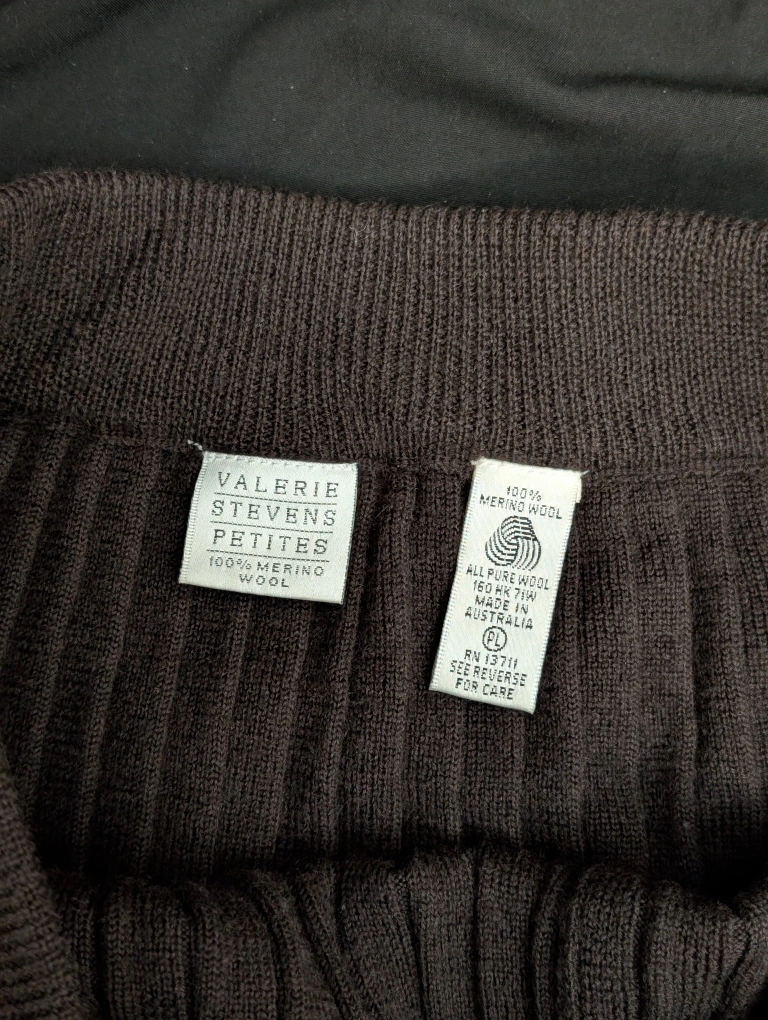 VALERIE
STEVENS
PETITES
100% MERINO
WOOL
100%
MERINO WOOL
ALL PURE WOOL
160 HK 71W
MADE IN
AUSTRALIA
PL
RN 13711
SEE REVERSE
FOR CARE